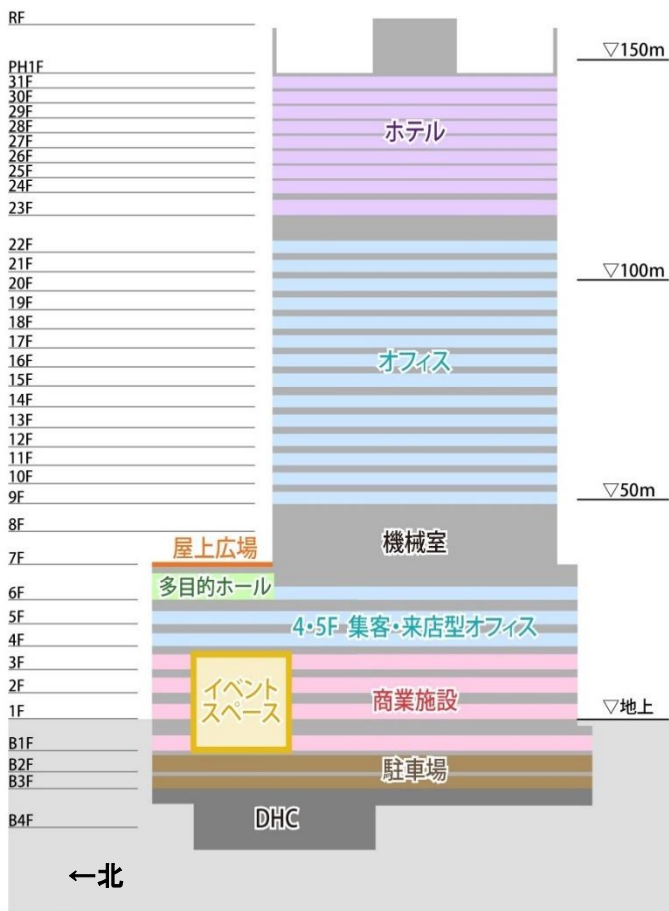 RF
▽150m
PH1F
31F
30F
29F
28F
27F
26F
25F
24F
23F
ホテル
22F
21F
20F
19F
18F
17F
16F
15F
14F
13F
12F
11F
10F
9F
▽100m
オフィス
▽50m
8F
機械室
7F
屋上広場
多目的ホール
6F
5F
4F
4・5F 集客・来店型オフィス
3F
2F
1F
イベント
スペース
商業施設
▽地上
B1F
B2F
B3F
駐車場
B4F
DHC
←北